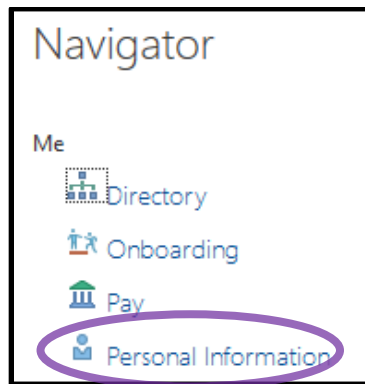 Navigator
Me
Directory
Onboarding
Pay
Personal Information